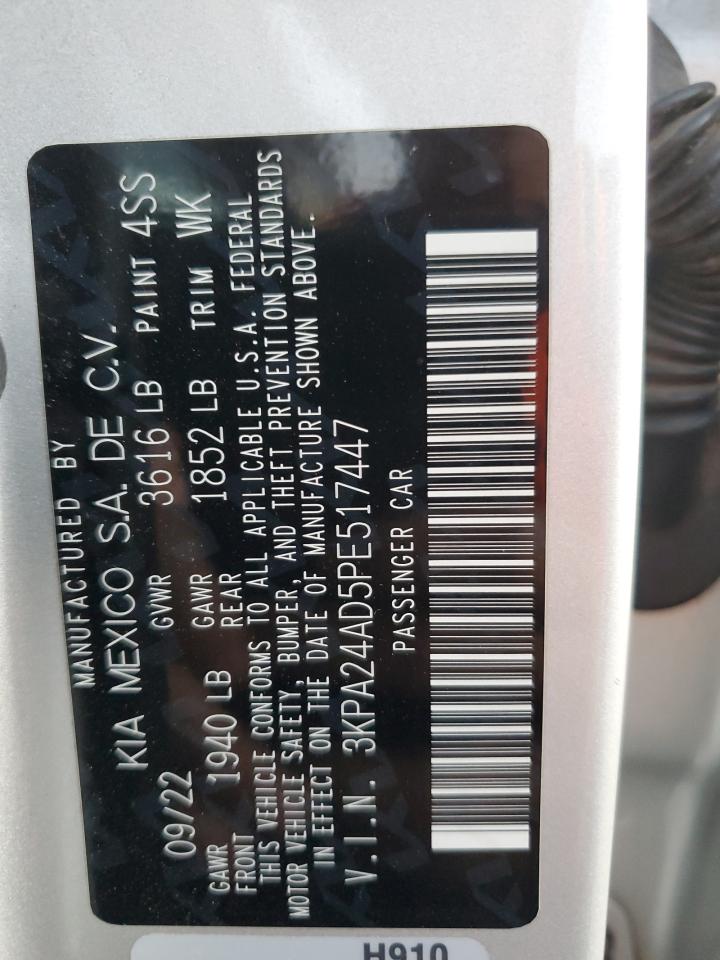 MANUFACTURED BY
KIA MEXICO S.A. DE C.V.
09/22 GVWR 3616 LB PAINT 4SS
GAWR FRONT 1940 LB GAWR REAR 1852 LB TRIM WK
THIS VEHICLE CONFORMS TO ALL APPLICABLE U.S.A. FEDERAL
MOTOR VEHICLE SAFETY, BUMPER, AND THEFT PREVENTION STANDARDS
IN EFFECT ON THE DATE OF MANUFACTURE SHOWN ABOVE.
V.I.N. 3KPA24AD5PE517447
PASSENGER CAR
H910